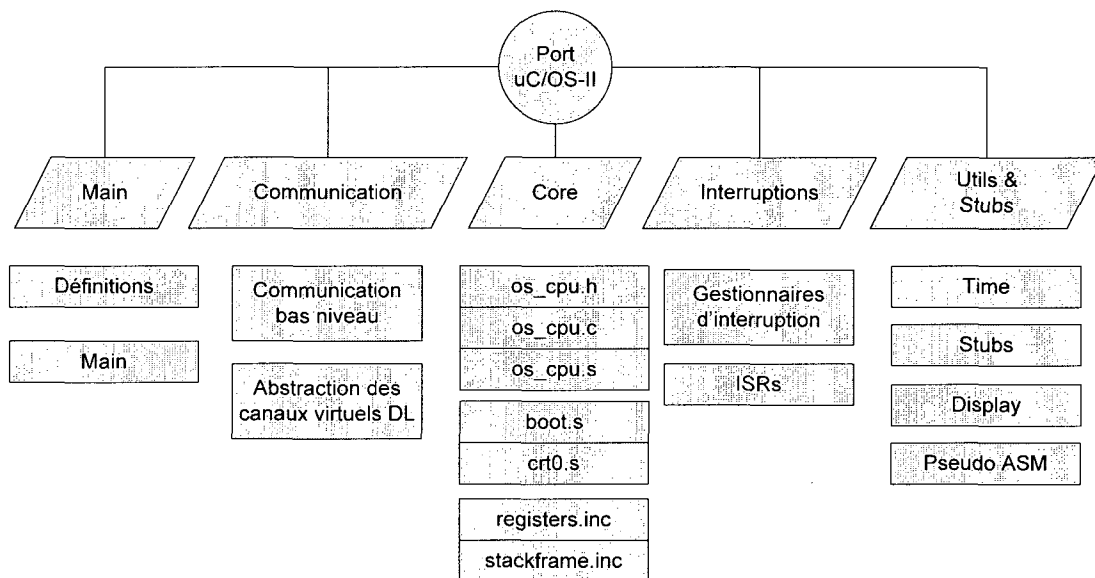 Port
uC/OS-II
Main
Communication
Core
Interruptions
Utils &
Stubs
Définitions
Main
Communication
bas niveau
Abstraction des
canaux virtuels DL
os_cpu.h
os_cpu.c
os_cpu.s
boot.s
crt0.s
registers.inc
stackframe.inc
Gestionnaires
d'interruption
ISRs
Time
Stubs
Display
Pseudo ASM